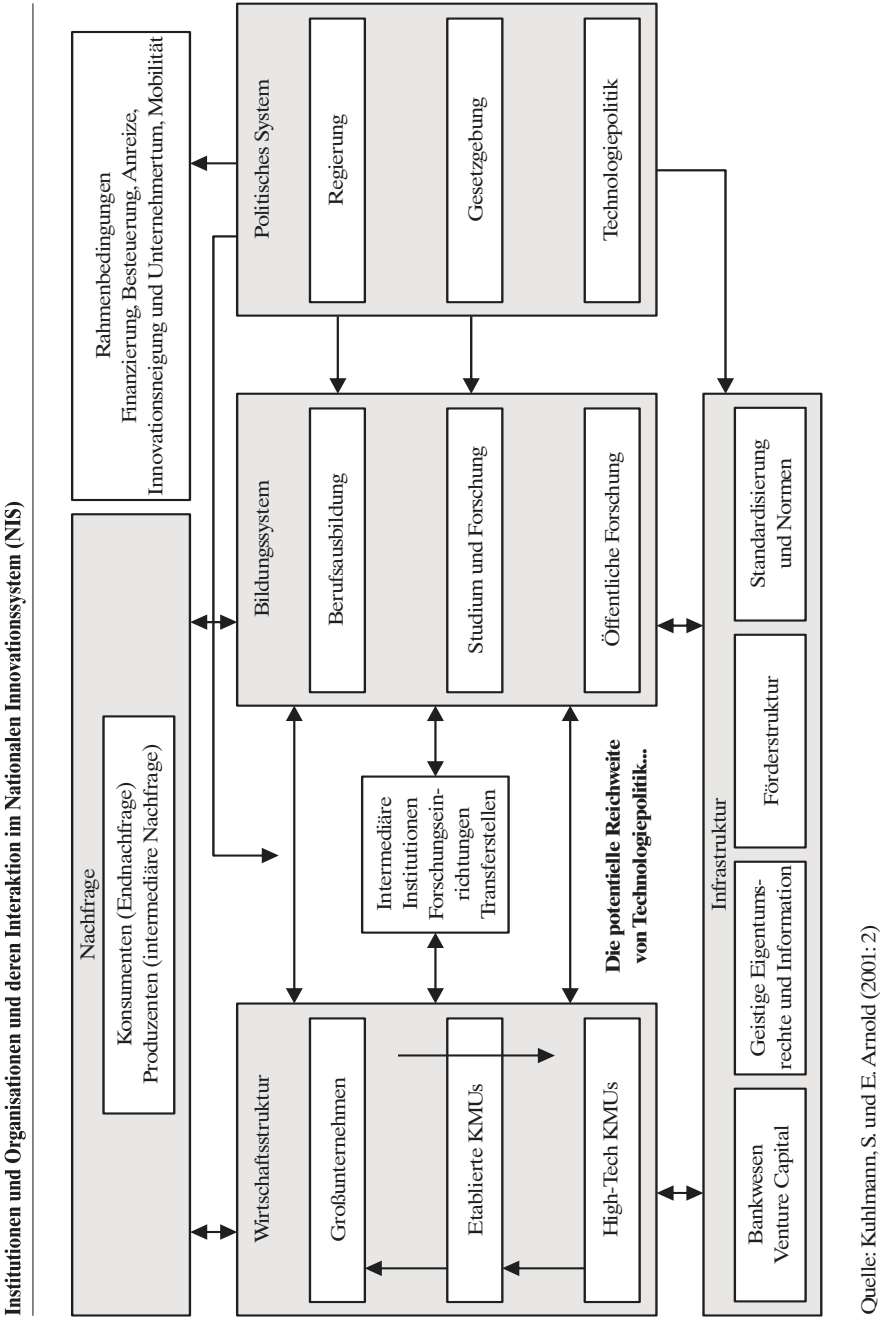 Institutionen und Organisationen und deren Interaktion im Nationalen Innovationssystem (NIS)
Nachfrage
Konsumenten (Endnachfrage)
Produzenten (intermediäre Nachfrage)
Rahmenbedingungen
Finanzierung, Besteuerung, Anreize,
Innovationsneigung und Unternehmertum, Mobilität
Wirtschaftsstruktur
Großunternehmen
Etablierte KMUs
High-Tech KMUs
Intermediäre
Institutionen
Forschungsein-
richtungen
Transferstellen
Die potentielle Reichweite
von Technologiepolitik...
Bildungssystem
Berufsausbildung
Studium und Forschung
Öffentliche Forschung
Politisches System
Regierung
Gesetzgebung
Technologiepolitik
Infrastruktur
Bankwesen
Venture Capital
Geistige Eigentums-
rechte und Information
Förderstruktur
Standardisierung
und Normen
Quelle: Kuhlmann, S. und E. Arnold (2001: 2)